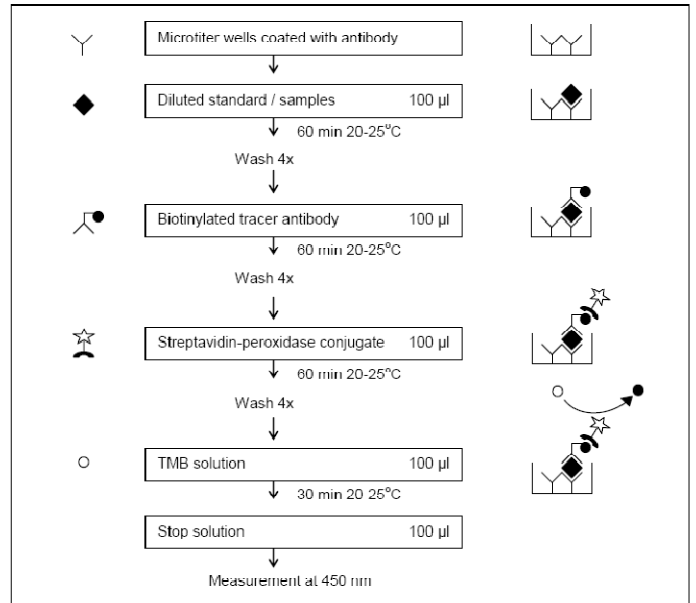 Microtiter wells coated with antibody
Diluted standard / samples 100 µl
60 min 20-25°C
Wash 4x
Biotinylated tracer antibody 100 µl
60 min 20-25°C
Wash 4x
Streptavidin-peroxidase conjugate 100 µl
60 min 20-25°C
Wash 4x
TMB solution 100 µl
30 min 20 25°C
Stop solution 100 µl
Measurement at 450 nm